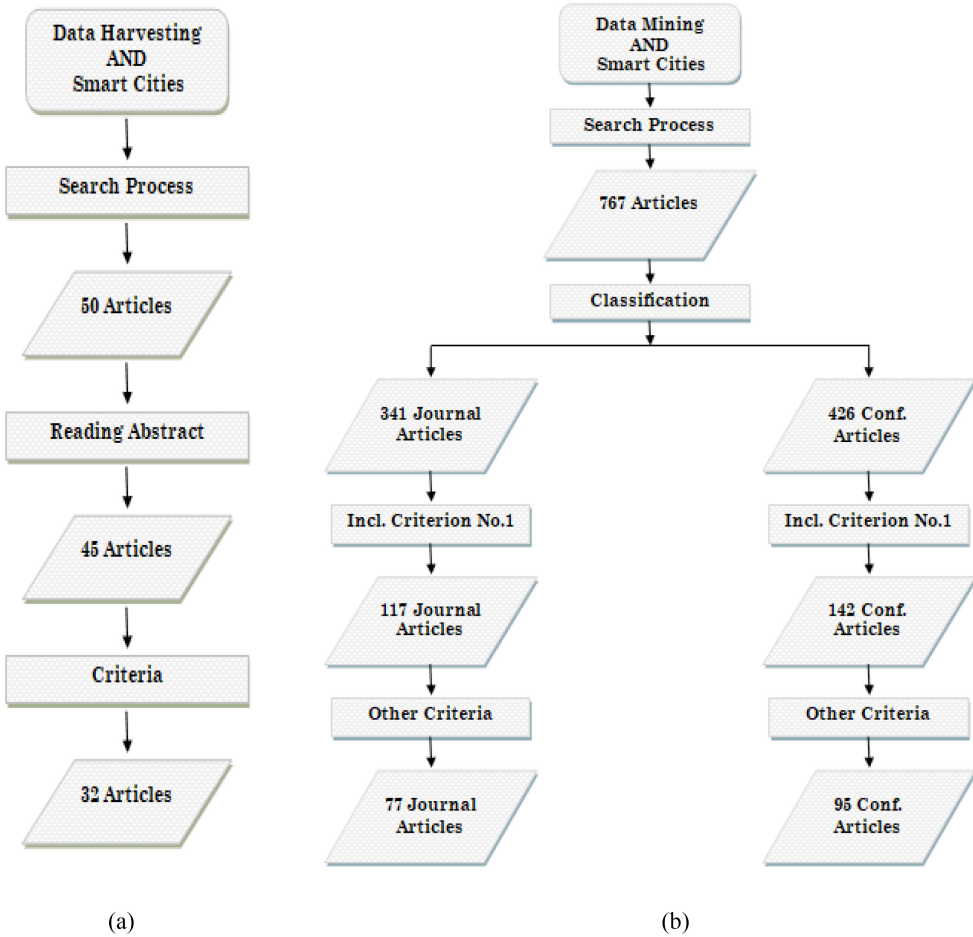 Data Harvesting
AND
Smart Cities
Search Process
50 Articles
Reading Abstract
45 Articles
Criteria
32 Articles
(a)
Data Mining
AND
Smart Cities
Search Process
767 Articles
Classification
341 Journal
Articles
Incl. Criterion No.1
117 Journal
Articles
Other Criteria
77 Journal
Articles
426 Conf.
Articles
Incl. Criterion No.1
142 Conf.
Articles
Other Criteria
95 Conf.
Articles
(b)